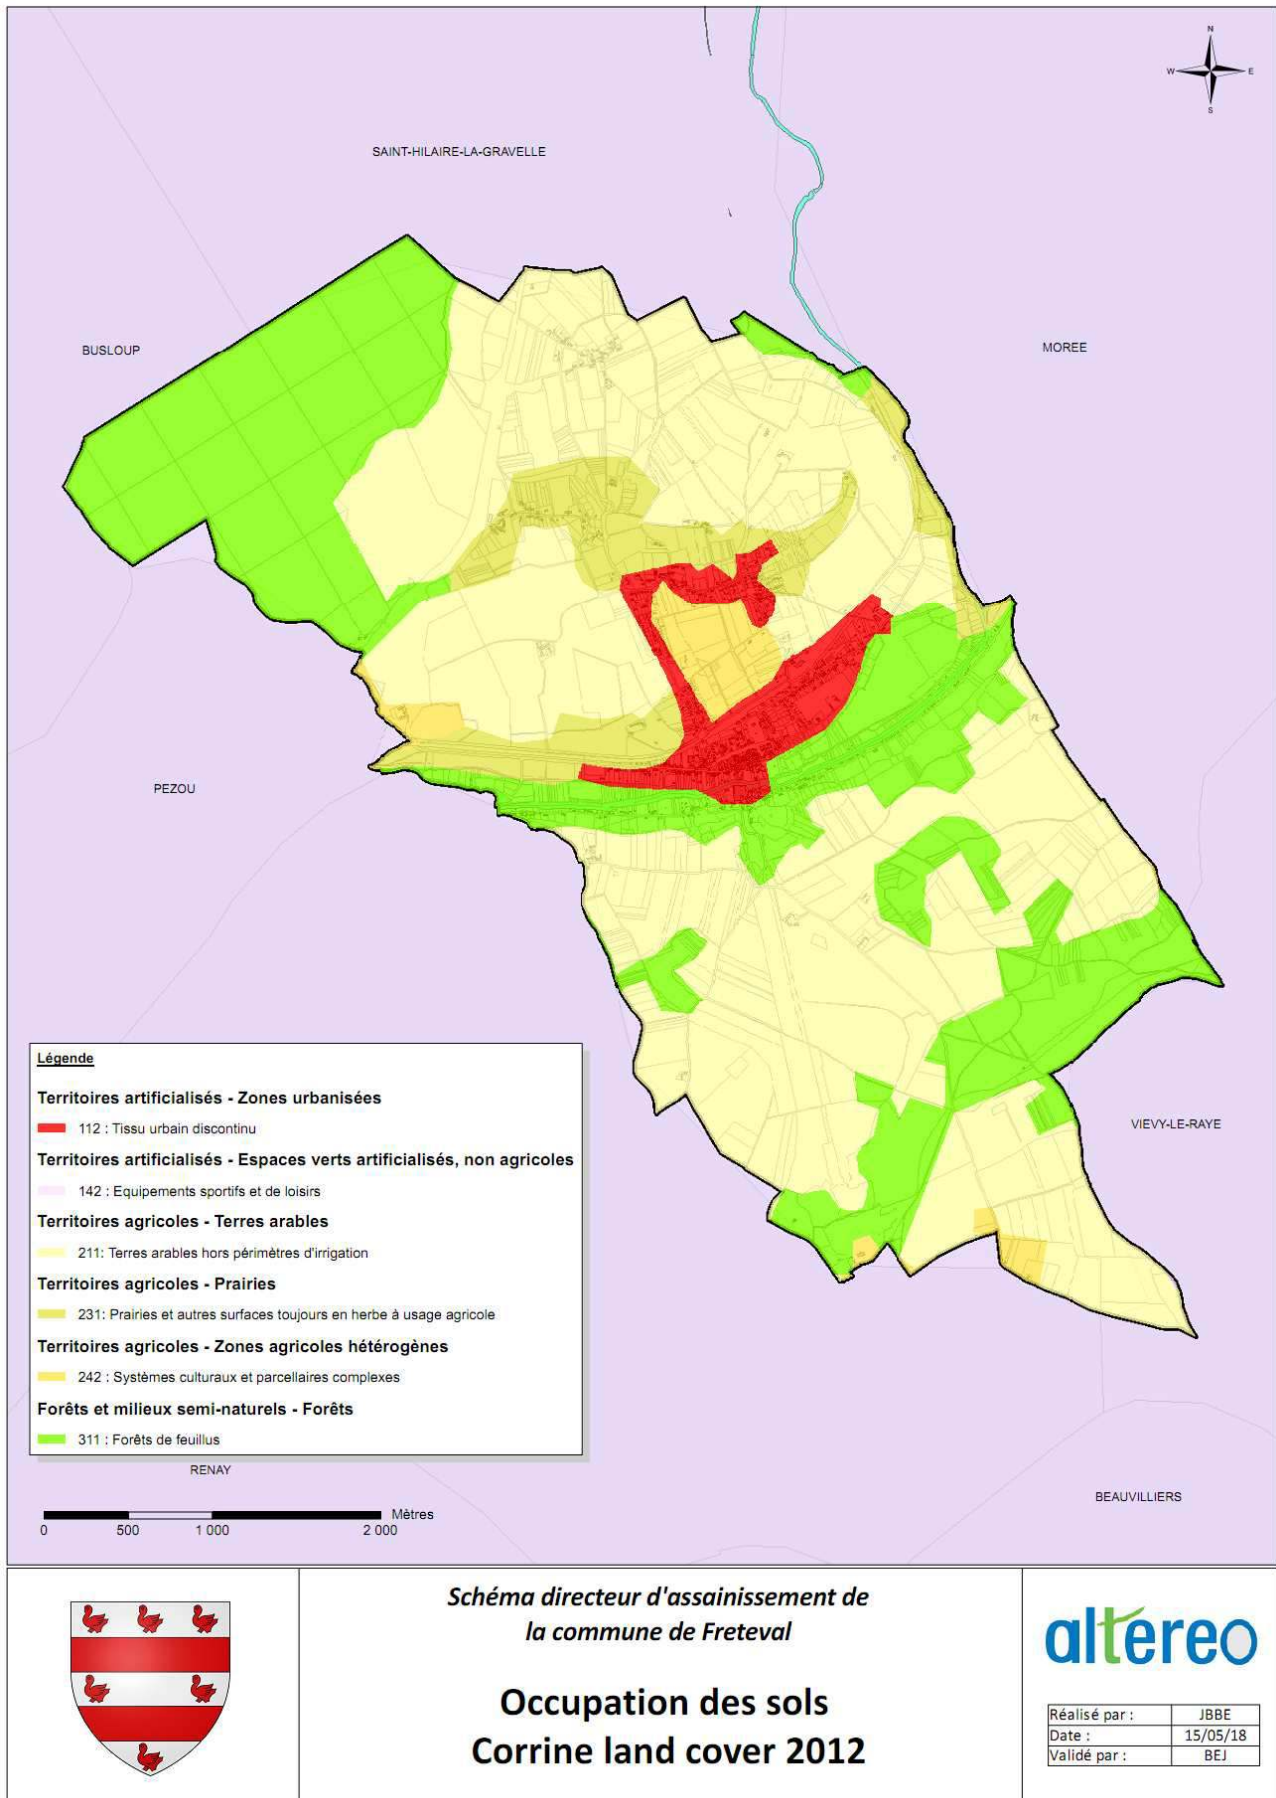 N
W E
S
SAINT-HILAIRE-LA-GRAVELLE
BUSLOUP
MOREE
PEZOU
VIEVY-LE-RAYE
Légende
Territoires artificialisés - Zones urbanisées
112 : Tissu urbain discontinu
Territoires artificialisés - Espaces verts artificialisés, non agricoles
142 : Equipements sportifs et de loisirs
Territoires agricoles - Terres arables
211: Terres arables hors périmètres d'irrigation
Territoires agricoles - Prairies
231: Prairies et autres surfaces toujours en herbe à usage agricole
Territoires agricoles - Zones agricoles hétérogènes
242 : Systèmes culturaux et parcellaires complexes
Forêts et milieux semi-naturels - Forêts
311 : Forêts de feuillus
RENAY
BEAUVILLIERS
Mètres
0 500 1 000 2 000
Schéma directeur d'assainissement de
la commune de Freteval
Occupation des sols
Corrine land cover 2012
altereo
Réalisé par : JBBE
Date : 15/05/18
Validé par : BEJ